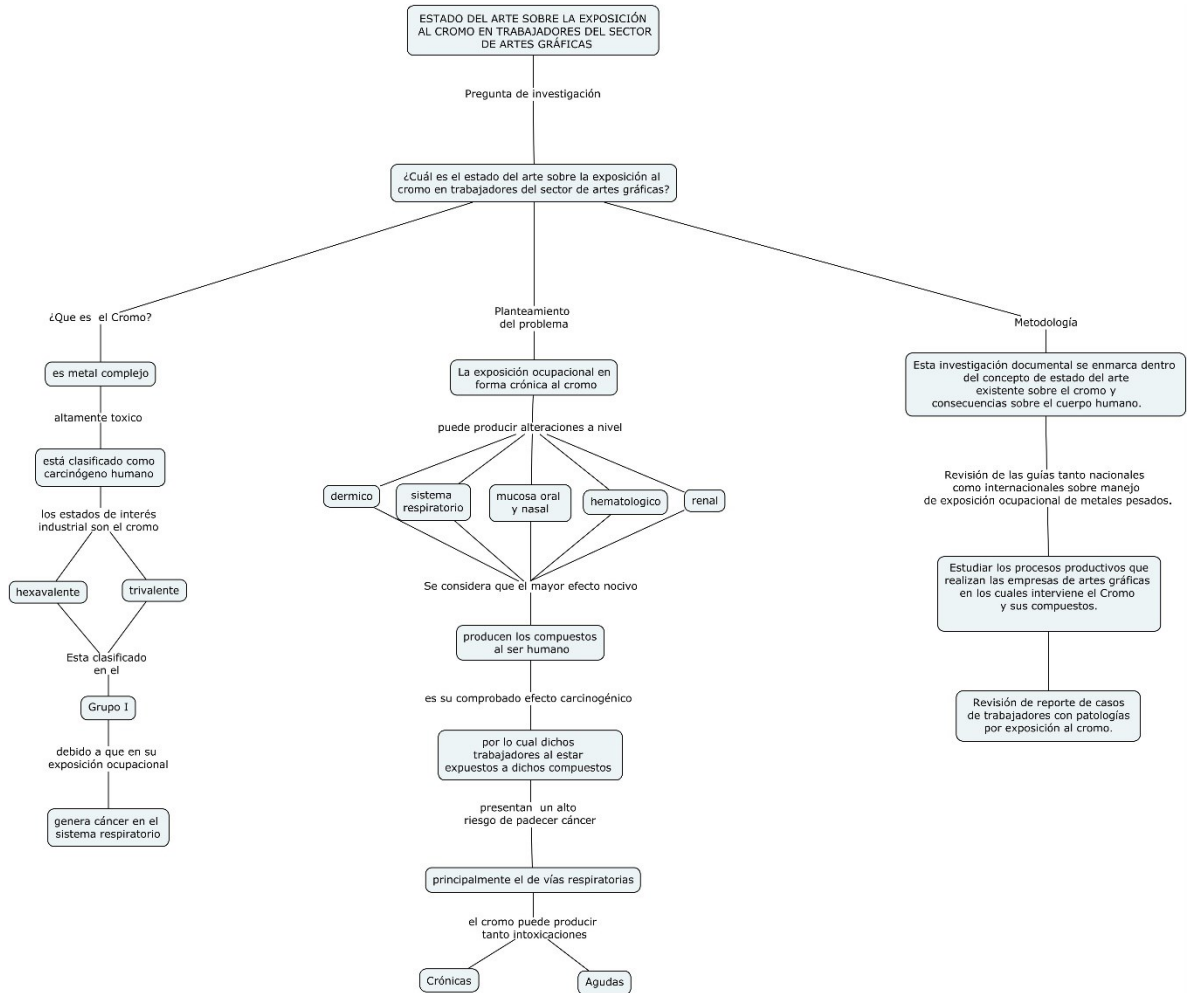 ESTADO DEL ARTE SOBRE LA EXPOSICIÓN
AL CROMO EN TRABAJADORES DEL SECTOR
DE ARTES GRÁFICAS
Pregunta de investigación
¿Cuál es el estado del arte sobre la exposición al
cromo en trabajadores del sector de artes gráficas?
¿Que es el Cromo?
es metal complejo
altamente toxico
está clasificado como
carcinógeno humano
los estados de interés
industrial son el cromo
hexavalente
trivalente
Esta clasificado
en el
Grupo I
debido a que en su
exposición ocupacional
genera cáncer en el
sistema respiratorio
Planteamiento
del problema
La exposición ocupacional en
forma crónica al cromo
puede producir alteraciones a nivel
dermico
sistema
respiratorio
mucosa oral
y nasal
hematologico
renal
Se considera que el mayor efecto nocivo
producen los compuestos
al ser humano
es su comprobado efecto carcinogénico
por lo cual dichos
trabajadores al estar
expuestos a dichos compuestos
presentan un alto
riesgo de padecer cáncer
principalmente el de vías respiratorias
el cromo puede producir
tanto intoxicaciones
Crónicas
Agudas
Metodología
Esta investigación documental se enmarca dentro
del concepto de estado del arte
existente sobre el cromo y
consecuencias sobre el cuerpo humano.
Revisión de las guías tanto nacionales
como internacionales sobre manejo
de exposición ocupacional de metales pesados.
Estudiar los procesos productivos que
realizan las empresas de artes gráficas
en los cuales interviene el Cromo
y sus compuestos.
Revisión de reporte de casos
de trabajadores con patologías
por exposición al cromo.